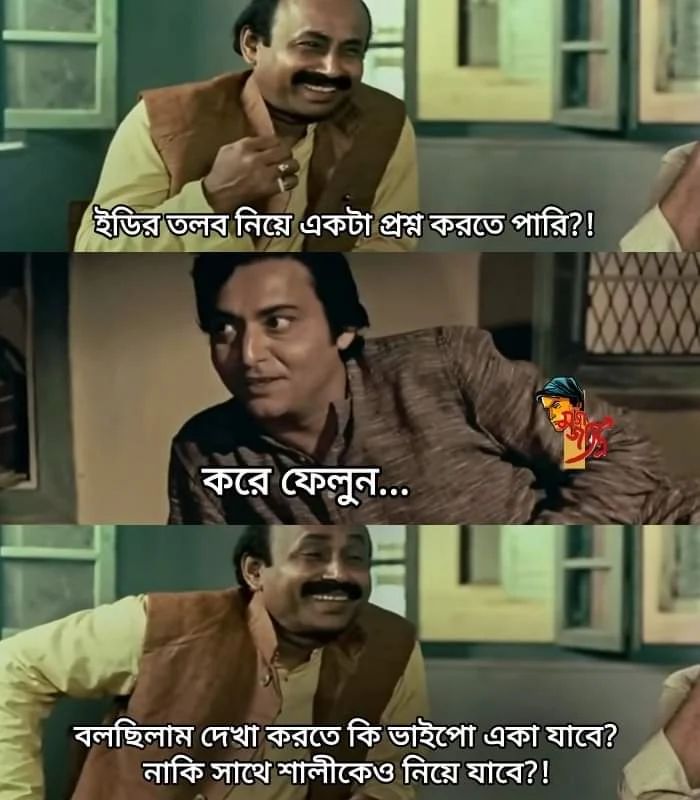 ইডির তলব নিয়ে একটা প্রশ্ন করতে পারি?!
করে ফেলুন...
বলছিলাম দেখা করতে কি ভাইপো একা যাবে?
নাকি সাথে শালীকেও নিয়ে যাবে?!